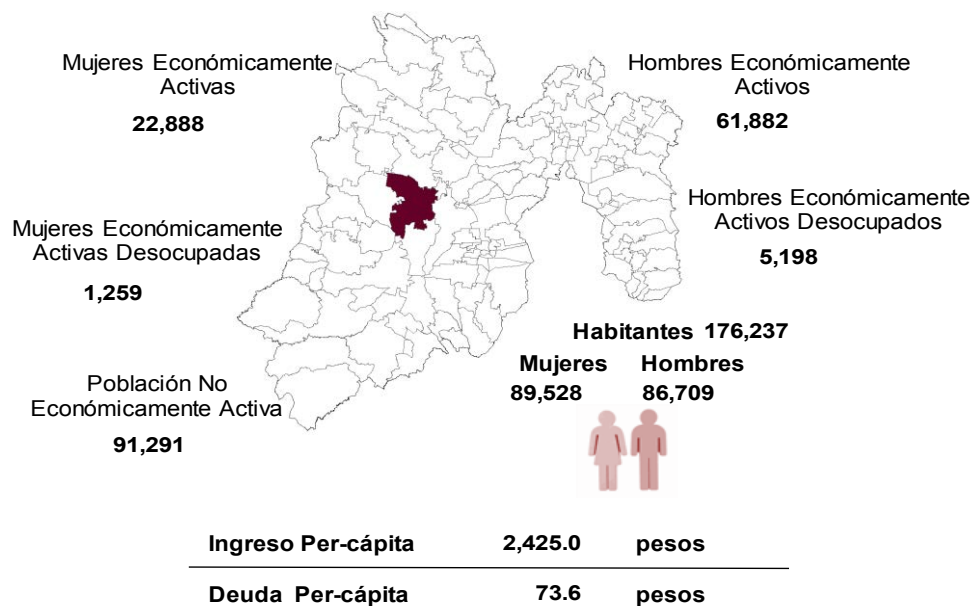 Mujeres Económicamente
Activas
22,888
Hombres Económicamente
Activos
61,882
Mujeres Económicamente
Activas Desocupadas
1,259
Hombres Económicamente
Activos Desocupados
5,198
Habitantes 176,237
Mujeres Hombres
89,528 86,709
Población No
Económicamente Activa
91,291
Ingreso Per-cápita 2,425.0 pesos
Deuda Per-cápita 73.6 pesos